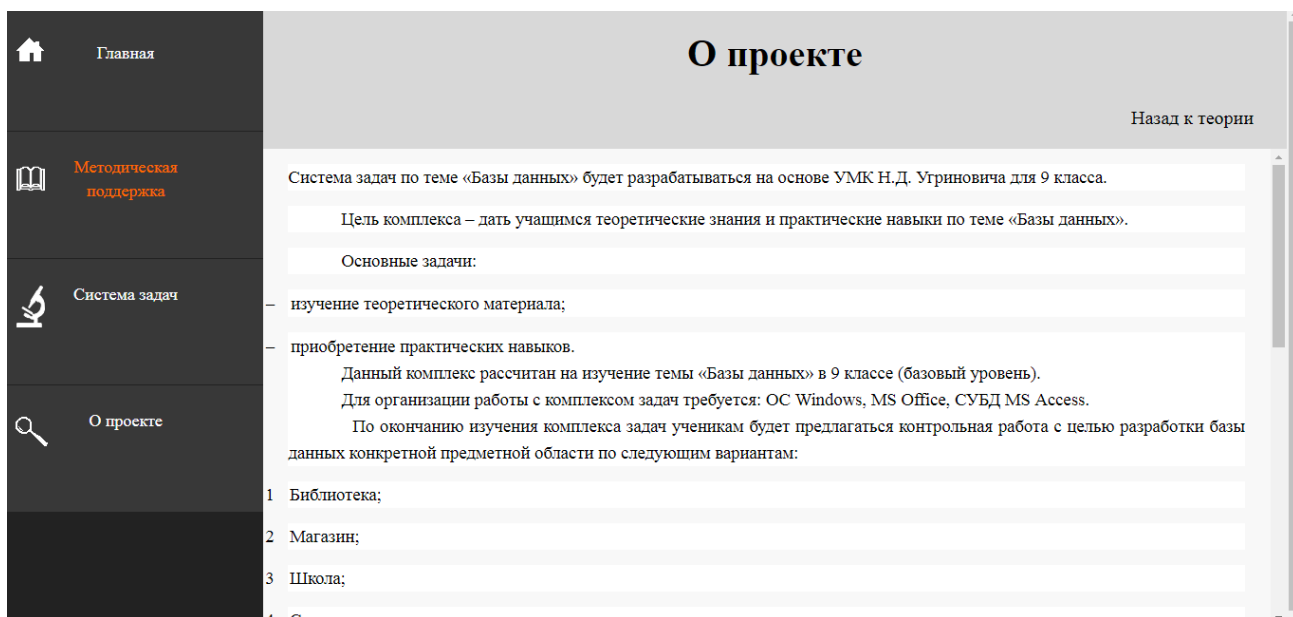 Главная
Методическая
поддержка
Система задач
О проекте
О проекте
Назад к теории
Система задач по теме «Базы данных» будет разрабатываться на основе УМК Н.Д. Угриновича для 9 класса.
Цель комплекса – дать учащимся теоретические знания и практические навыки по теме «Базы данных».
Основные задачи:
– изучение теоретического материала;
– приобретение практических навыков.
Данный комплекс рассчитан на изучение темы «Базы данных» в 9 классе (базовый уровень).
Для организации работы с комплексом задач требуется: ОС Windows, MS Office, СУБД MS Access.
По окончанию изучения комплекса задач ученикам будет предлагаться контрольная работа с целью разработки базы
данных конкретной предметной области по следующим вариантам:
1 Библиотека;
2 Магазин;
3 Школа;